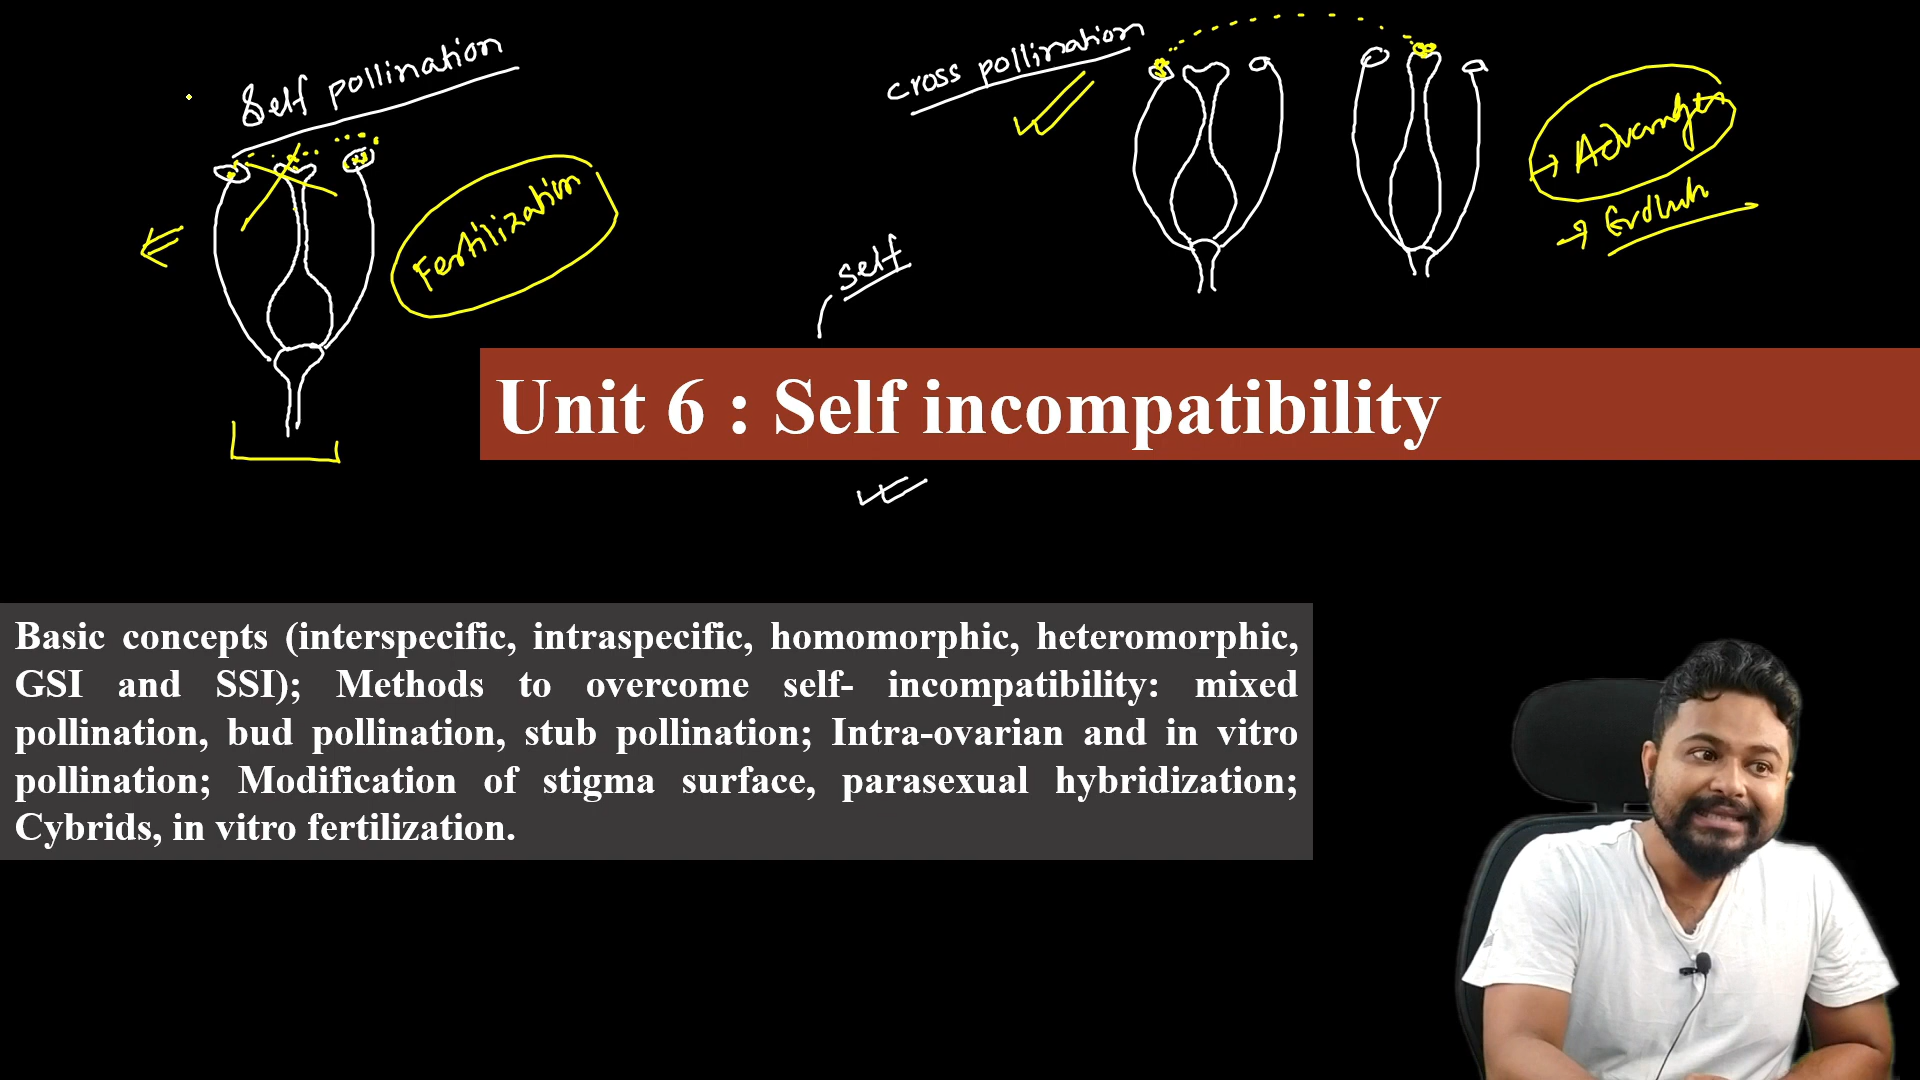 Self pollination
cross pollination
→ Advantages
→ Evolution
Fertilization
self
Unit 6 : Self incompatibility
Basic concepts (interspecific, intraspecific, homomorphic, heteromorphic,
GSI and SSI); Methods to overcome self- incompatibility: mixed
pollination, bud pollination, stub pollination; Intra-ovarian and in vitro
pollination; Modification of stigma surface, parasexual hybridization;
Cybrids, in vitro fertilization.